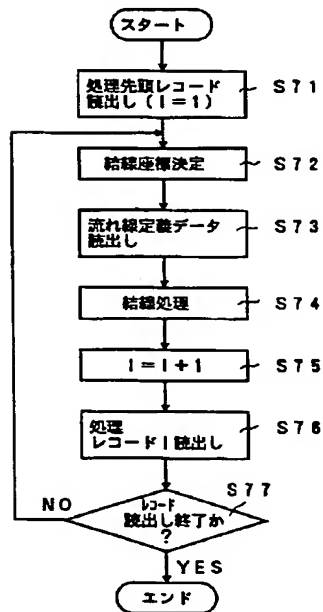 スタート
処理先頭レコード
読出し(I=1)
S71
結線座標決定
S72
流れ線定義データ
読出し
S73
結線処理
S74
I=I+1
S75
処理
レコードI読出し
S76
S77
レコード
読出し終了か
?
NO
YES
エンド